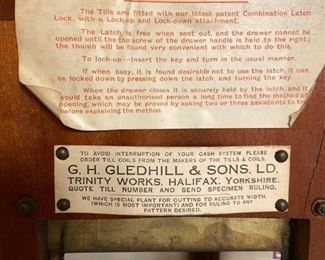 The Tills are fitted with our latest patent Combination Latch
Lock, with a Lock-up and Lock-down attachment.
The Latch is free when sent out, and the drawer cannot be
opened until the top screw of the drawer handle is held to the right;
the thumb will be found very convenient with which to do this.
To lock-up—Insert the key and turn in the usual manner.
If when busy, it is found desirable not to use the latch, it can
be locked down by pressing down the latch, and turning the key.
When the drawer closes it is securely held by the latch, and it
would take an unauthorised person a long time to find the method of
opening, which may be proved by asking two or three assistants to try
before explaining the method.
TO AVOID INTERRUPTION OF YOUR CASH SYSTEM PLEASE
ORDER TILL COILS FROM THE MAKERS OF THE TILLS & COILS.
G. H. GLEDHILL & SONS. LD.
TRINITY WORKS, HALIFAX, YORKSHIRE.
QUOTE TILL NUMBER AND SEND SPECIMEN RULING.
WE HAVE SPECIAL PLANT FOR CUTTING TO ACCURATE WIDTH
(WHICH IS MOST IMPORTANT) AND FOR RULING TO ANY
PATTERN DESIRED.